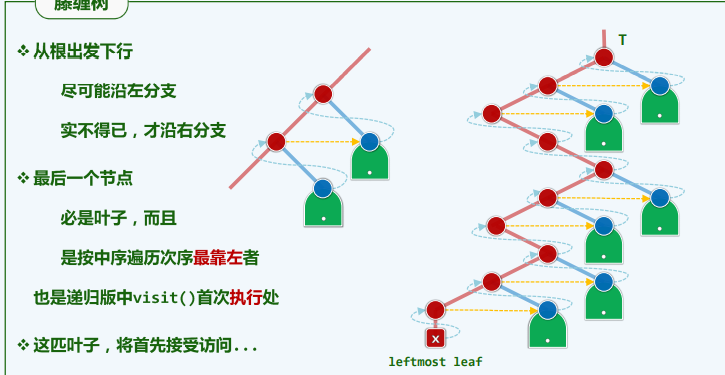 藤缠树
❖ 从根出发下行
尽可能沿左分支
实不得已，才沿右分支
❖ 最后一个节点
必是叶子，而且
是按中序遍历次序最靠左者
也是递归版中visit()首次执行处
❖ 这匹叶子，将首先接受访问...
T
x
leftmost leaf